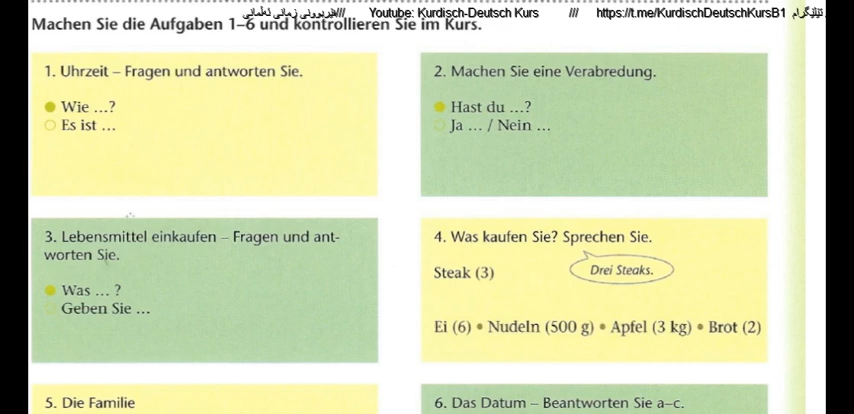 فێربوونی زمانی ئەڵمانی/// Youtube: Kurdisch-Deutsch Kurs /// https://t.me/KurdischDeutschKursB1
Machen Sie die Aufgaben 1–6 und kontrollieren Sie im Kurs.
1. Uhrzeit – Fragen und antworten Sie.
Wie ...?
Es ist ...
2. Machen Sie eine Verabredung.
Hast du ...?
Ja ... / Nein ...
3. Lebensmittel einkaufen – Fragen und ant-
worten Sie.
Was ... ?
Geben Sie ...
4. Was kaufen Sie? Sprechen Sie.
Steak (3)
Drei Steaks.
Ei (6) • Nudeln (500 g) • Apfel (3 kg) • Brot (2)
5. Die Familie
6. Das Datum – Beantworten Sie a–c.